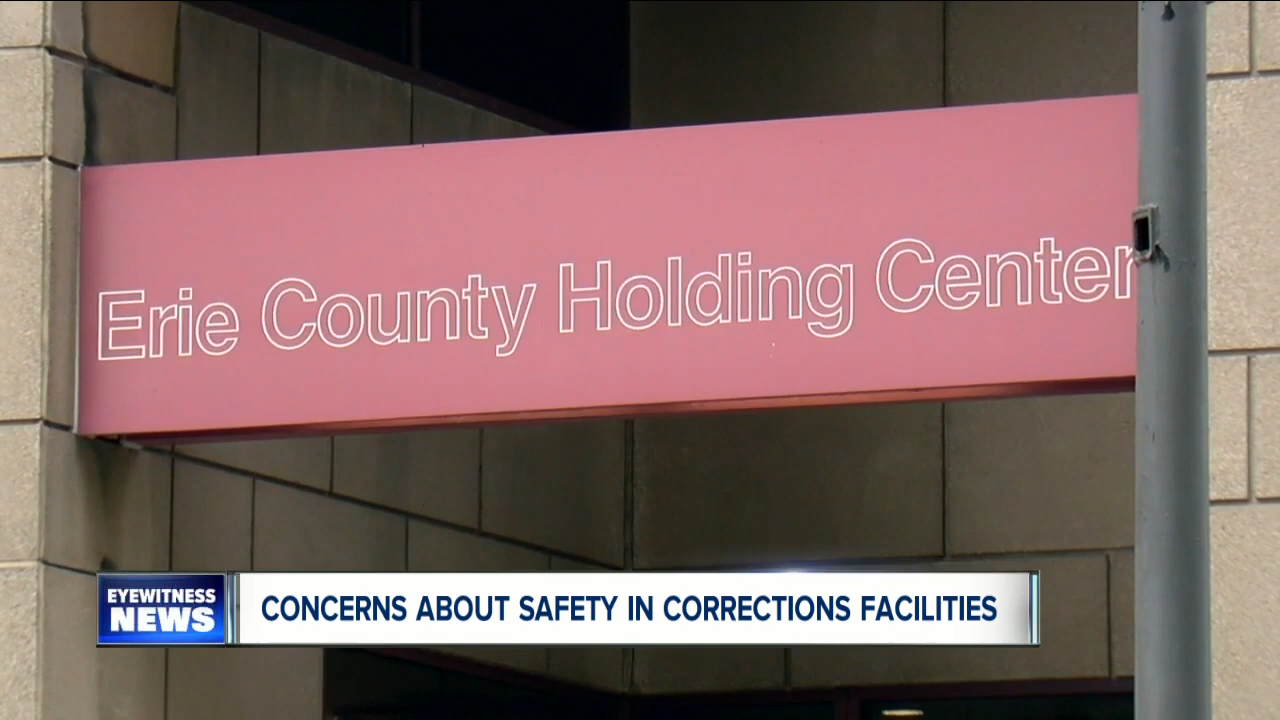 Erie County Holding Center
EYEWITNESS
NEWS
CONCERNS ABOUT SAFETY IN CORRECTIONS FACILITIES